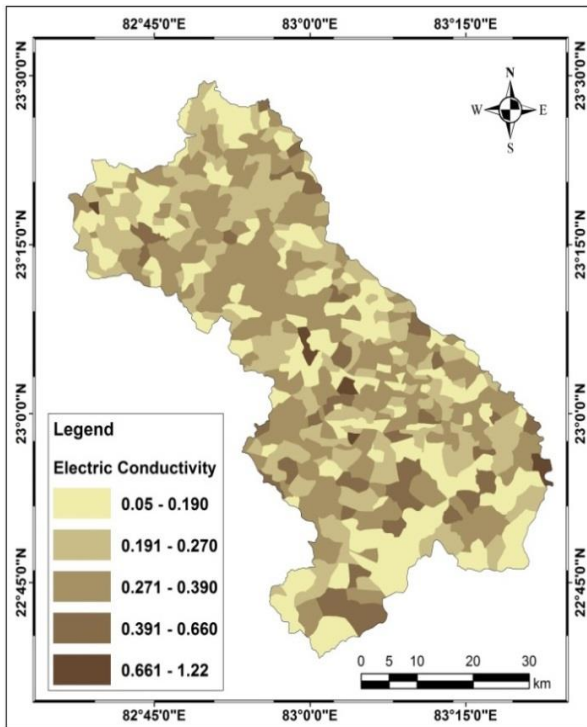 82°45'0"E 83°0'0"E 83°15'0"E
23°30'0"N
23°30'0"N
N
W E
S
23°15'0"N
23°15'0"N
23°0'0"N
23°0'0"N
Legend
Electric Conductivity
0.05 - 0.190
0.191 - 0.270
0.271 - 0.390
0.391 - 0.660
0.661 - 1.22
22°45'0"N
22°45'0"N
0 5 10 20 30
km
82°45'0"E 83°0'0"E 83°15'0"E